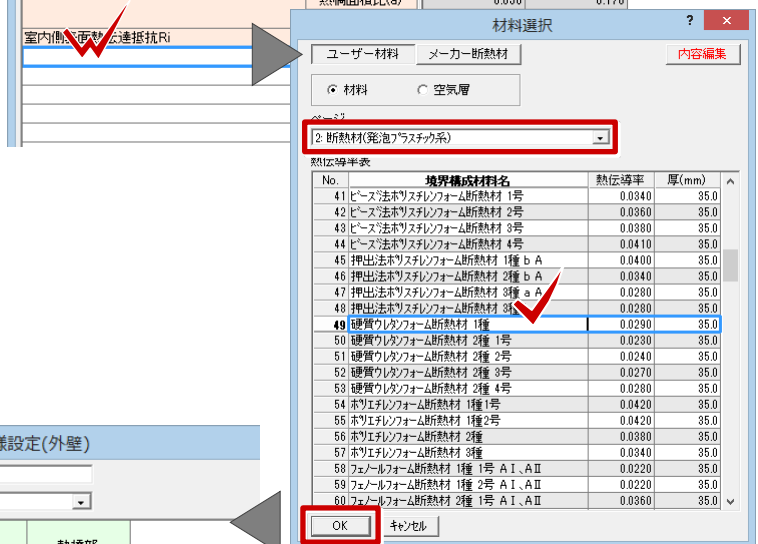 熱橋面積比(a) 0.830 0.170
室内側表面熱伝達抵抗Ri
材料選択 ? ×
ユーザー材料 メーカー断熱材 内容編集
材料 空気層
ページ
2: 断熱材(発泡ﾌﾟﾗｽﾁｯｸ系)
熱伝導率表
No. 境界構成材料名 熱伝導率 厚(mm)
41 ﾋﾞｰｽﾞ法ﾎﾟﾘｽﾁﾚﾝﾌｫｰﾑ断熱材 1号 0.0340 35.0
42 ﾋﾞｰｽﾞ法ﾎﾟﾘｽﾁﾚﾝﾌｫｰﾑ断熱材 2号 0.0360 35.0
43 ﾋﾞｰｽﾞ法ﾎﾟﾘｽﾁﾚﾝﾌｫｰﾑ断熱材 3号 0.0380 35.0
44 ﾋﾞｰｽﾞ法ﾎﾟﾘｽﾁﾚﾝﾌｫｰﾑ断熱材 4号 0.0410 35.0
45 押出法ﾎﾟﾘｽﾁﾚﾝﾌｫｰﾑ断熱材 1種 b A 0.0400 35.0
46 押出法ﾎﾟﾘｽﾁﾚﾝﾌｫｰﾑ断熱材 2種 b A 0.0340 35.0
47 押出法ﾎﾟﾘｽﾁﾚﾝﾌｫｰﾑ断熱材 3種 a A 0.0280 35.0
48 押出法ﾎﾟﾘｽﾁﾚﾝﾌｫｰﾑ断熱材 3種 0.0280 35.0
49 硬質ｳﾚﾀﾝﾌｫｰﾑ断熱材 1種 0.0290 35.0
50 硬質ｳﾚﾀﾝﾌｫｰﾑ断熱材 2種 1号 0.0230 35.0
51 硬質ｳﾚﾀﾝﾌｫｰﾑ断熱材 2種 2号 0.0240 35.0
52 硬質ｳﾚﾀﾝﾌｫｰﾑ断熱材 2種 3号 0.0270 35.0
53 硬質ｳﾚﾀﾝﾌｫｰﾑ断熱材 2種 4号 0.0280 35.0
54 ﾎﾟﾘｴﾁﾚﾝﾌｫｰﾑ断熱材 1種1号 0.0420 35.0
55 ﾎﾟﾘｴﾁﾚﾝﾌｫｰﾑ断熱材 1種2号 0.0420 35.0
56 ﾎﾟﾘｴﾁﾚﾝﾌｫｰﾑ断熱材 2種 0.0380 35.0
57 ﾎﾟﾘｴﾁﾚﾝﾌｫｰﾑ断熱材 3種 0.0340 35.0
58 ﾌｪﾉｰﾙﾌｫｰﾑ断熱材 1種 1号 AⅠ､AⅡ 0.0220 35.0
59 ﾌｪﾉｰﾙﾌｫｰﾑ断熱材 1種 2号 AⅠ､AⅡ 0.0220 35.0
60 ﾌｪﾉｰﾙﾌｫｰﾑ断熱材 2種 1号 AⅠ､AⅡ 0.0360 35.0
OK ｷｬﾝｾﾙ
様設定(外壁)
熱橋部